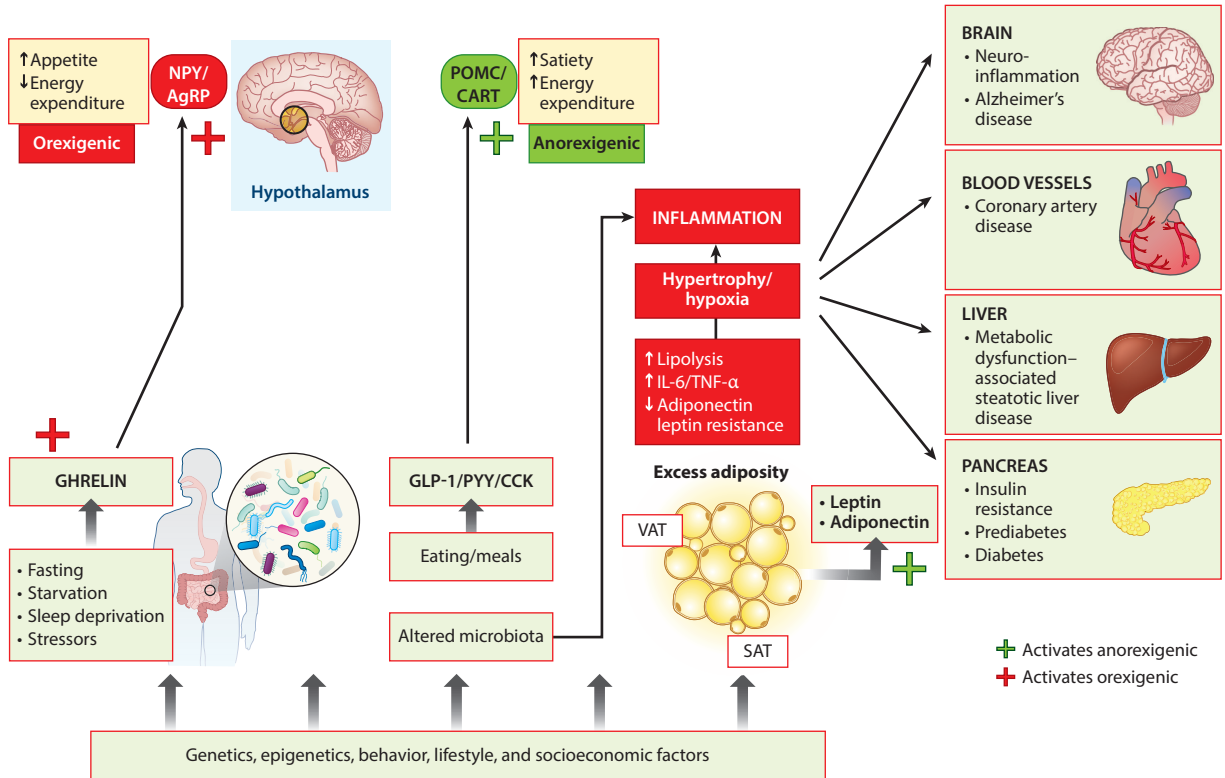 ↑ Appetite
↓ Energy
expenditure
Orexigenic
NPY/
AgRP
Hypothalamus
POMC/
CART
↑ Satiety
↑ Energy
expenditure
Anorexigenic
INFLAMMATION
Hypertrophy/
hypoxia
↑ Lipolysis
↑ IL-6/TNF-α
↓ Adiponectin
leptin resistance
BRAIN
• Neuro-
inflammation
• Alzheimer's
disease
BLOOD VESSELS
• Coronary artery
disease
LIVER
• Metabolic
dysfunction–
associated
steatotic liver
disease
PANCREAS
• Insulin
resistance
• Prediabetes
• Diabetes
GHRELIN
• Fasting
• Starvation
• Sleep deprivation
• Stressors
GLP-1/PYY/CCK
Eating/meals
Altered microbiota
Excess adiposity
VAT
SAT
• Leptin
• Adiponectin
Activates anorexigenic
Activates orexigenic
Genetics, epigenetics, behavior, lifestyle, and socioeconomic factors